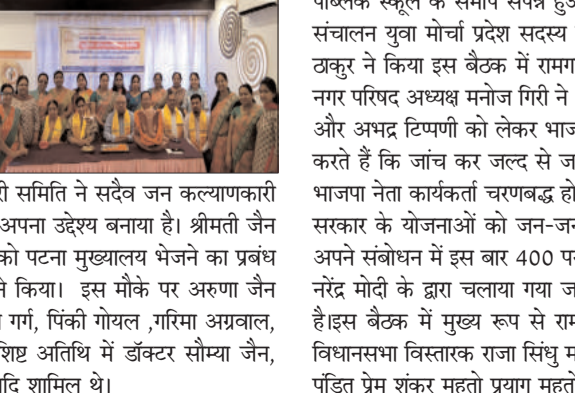 री समिति ने सदैव जन कल्याणकारी
अपना उद्देश्य बनाया है। श्रीमती जैन
को पटना मुख्यालय भेजने का प्रबंध
ने किया। इस मौके पर अरुणा जैन
गर्ग, पिंकी गोयल ,गरिमा अग्रवाल,
शिष्ट अतिथि में डॉक्टर सौम्या जैन,
दि शामिल थे।
पब्लिक स्कूल के समीप संपन्न हुअ
संचालन युवा मोर्चा प्रदेश सदस्य
ठाकुर ने किया इस बैठक में रामग
नगर परिषद अध्यक्ष मनोज गिरी ने
और अभद्र टिप्पणी को लेकर भाज
करते हैं कि जांच कर जल्द से ज
भाजपा नेता कार्यकर्ता चरणबद्ध हो
सरकार के योजनाओं को जन-जन
अपने संबोधन में इस बार 400 प
नरेंद्र मोदी के द्वारा चलाया गया ज
है।इस बैठक में मुख्य रूप से राम
विधानसभा विस्तारक राजा सिंधु म
पंडित प्रेम शंकर महतो प्रयाग महतो